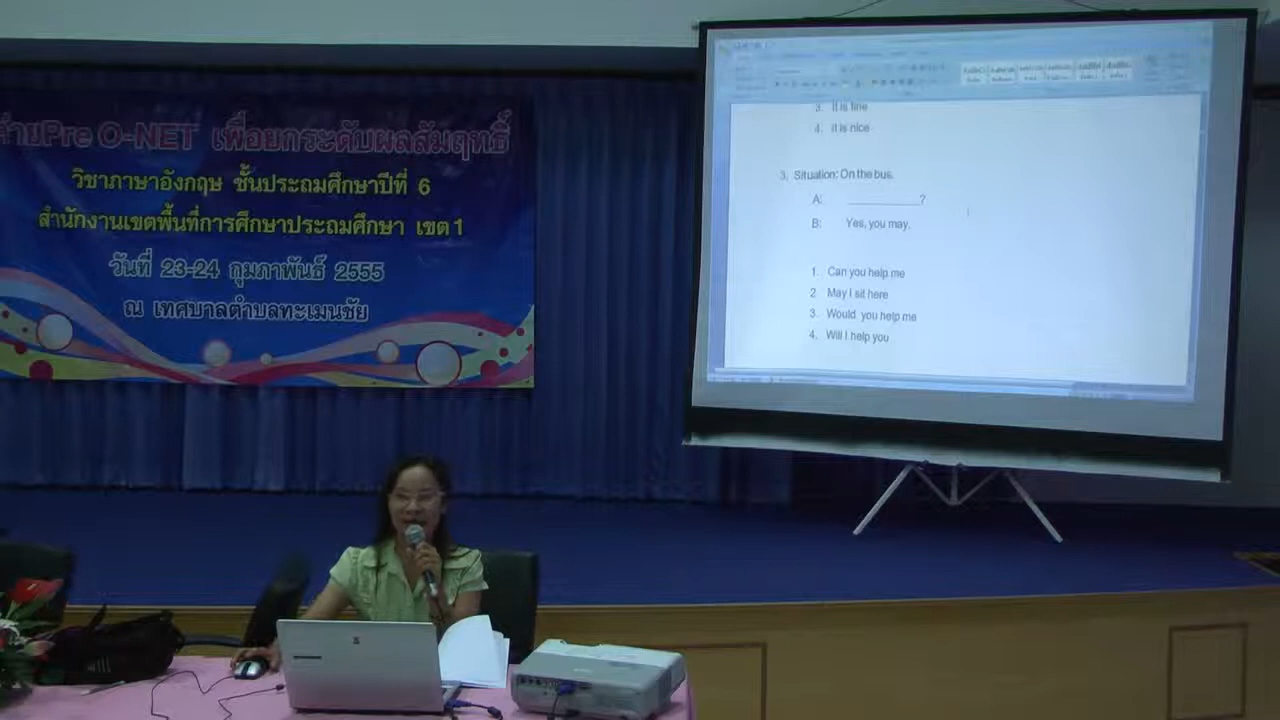 ค่ายPre O-NET เพื่อยกระดับผลสัมฤทธิ์
วิชาภาษาอังกฤษ ชั้นประถมศึกษาปีที่ 6
สำนักงานเขตพื้นที่การศึกษาประถมศึกษา เขต 1
วันที่ 23-24 กุมภาพันธ์ 2555
ณ เทศบาลตำบลทะเมนชัย
3. It is fine
4. It is nice
3. Situation: On the bus.
A: ____________?
B: Yes, you may.
1. Can you help me
2 May I sit here
3. Would you help me
4. Will I help you